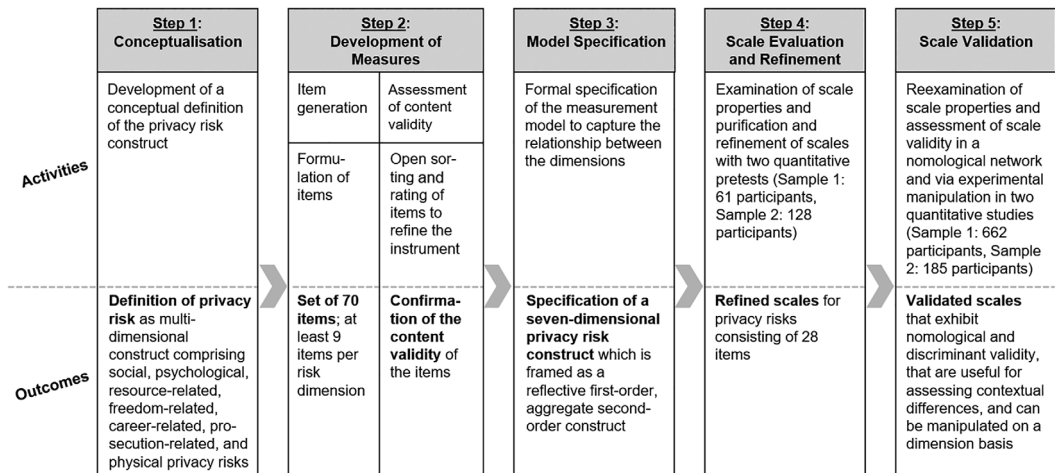 Step 1:
Conceptualisation
Step 2:
Development of
Measures
Step 3:
Model Specification
Step 4:
Scale Evaluation
and Refinement
Step 5:
Scale Validation
Activities
Development of a
conceptual definition
of the privacy risk
construct
Item
generation
Assessment
of content
validity
Formu-
lation of
items
Open sor-
ting and
rating of
items to
refine the
instrument
Formal specification
of the measurement
model to capture the
relationship between
the dimensions
Examination of scale
properties and
purification and
refinement of scales
with two quantitative
pretests (Sample 1:
61 participants,
Sample 2: 128
participants)
Reexamination of
scale properties and
assessment of scale
validity in a
nomological network
and via experimental
manipulation in two
quantitative studies
(Sample 1: 662
participants, Sample
2: 185 participants)
Outcomes
Definition of privacy
risk as multi-
dimensional
construct comprising
social, psychological,
resource-related,
freedom-related,
career-related, pro-
secution-related, and
physical privacy risks
Set of 70
items; at
least 9
items per
risk
dimension
Confirma-
tion of the
content
validity of
the items
Specification of a
seven-dimensional
privacy risk
construct which is
framed as a
reflective first-order,
aggregate second-
order construct
Refined scales for
privacy risks
consisting of 28
items
Validated scales
that exhibit
nomological and
discriminant validity,
that are useful for
assessing contextual
differences, and can
be manipulated on a
dimension basis